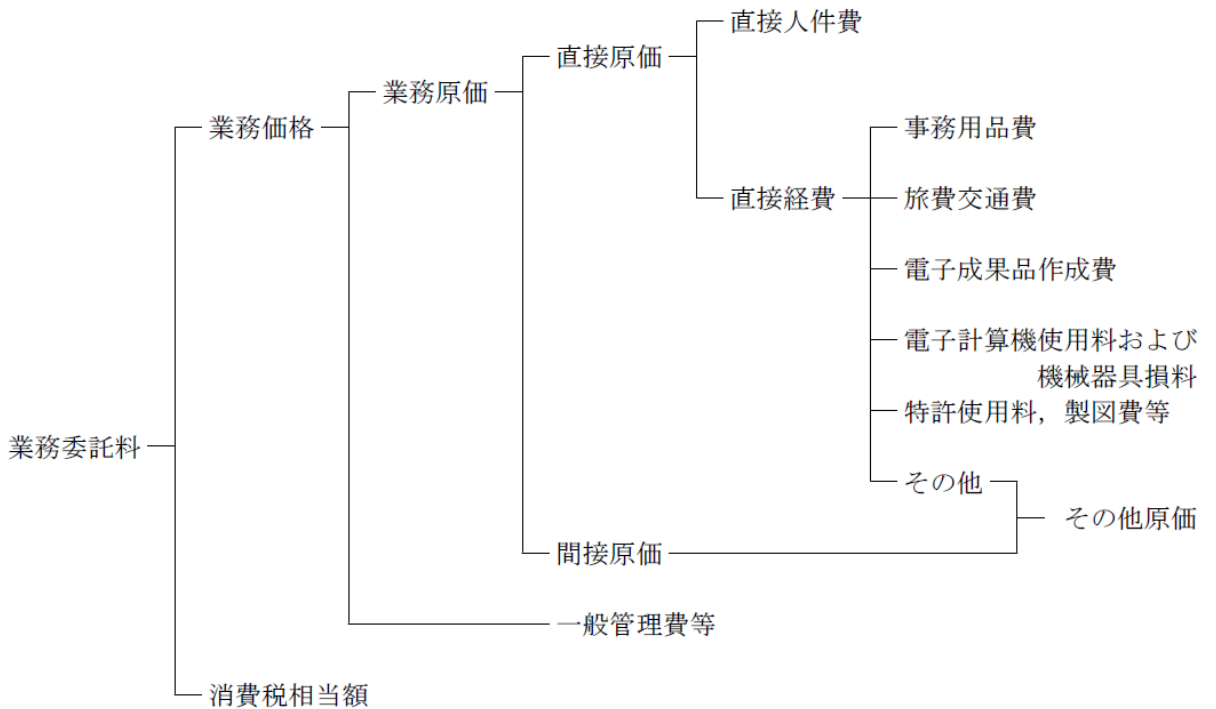 直接人件費
直接原価
業務原価
業務価格
事務用品費
直接経費
旅費交通費
電子成果品作成費
電子計算機使用料および
機械器具損料
特許使用料，製図費等
業務委託料
その他
その他原価
間接原価
一般管理費等
消費税相当額